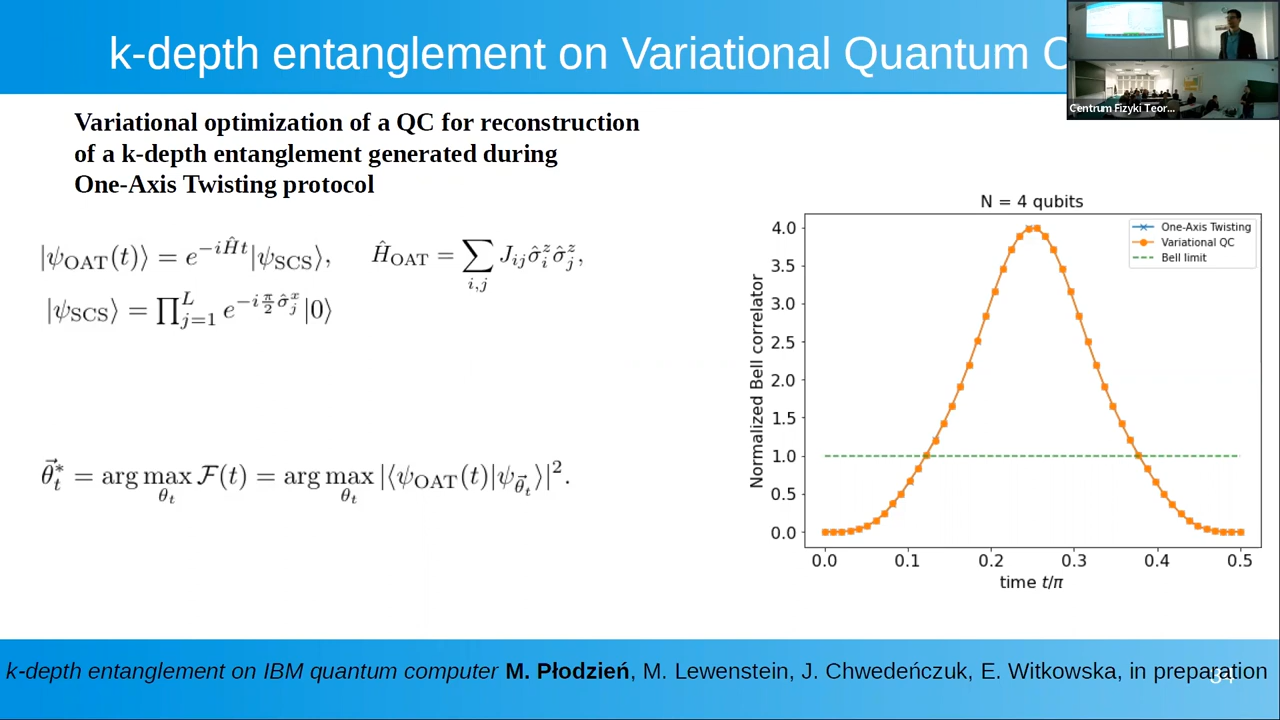 k-depth entanglement on Variational Quantum C
Centrum Fizyki Teor...
Variational optimization of a QC for reconstruction
of a k-depth entanglement generated during
One-Axis Twisting protocol
|ψ_OAT(t)⟩ = e^{-iĤt}|ψ_SCS⟩, Ĥ_OAT = ∑_{i,j} J_{ij}σ̂_i^zσ̂_j^z,
|ψ_SCS⟩ = ∏_{j=1}^L e^{-i\frac{π}{2}σ̂_j^x}|0⟩
θ⃗_t^* = arg max_{θ_t} ℱ(t) = arg max_{θ_t} |⟨ψ_OAT(t)|ψ_{θ⃗_t}⟩|^2.
N = 4 qubits
One-Axis Twisting
Variational QC
Bell limit
Normalized Bell correlator
4.0
3.5
3.0
2.5
2.0
1.5
1.0
0.5
0.0
0.0 0.1 0.2 0.3 0.4 0.5
time t/π
k-depth entanglement on IBM quantum computer M. Płodzień, M. Lewenstein, J. Chwedeńczuk, E. Witkowska, in preparation